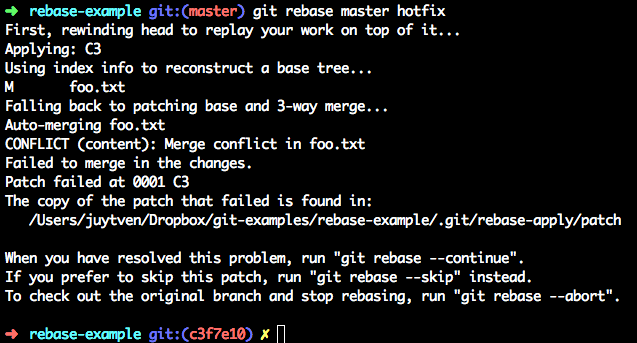 ➜ rebase-example git:(master) git rebase master hotfix
First, rewinding head to replay your work on top of it...
Applying: C3
Using index info to reconstruct a base tree...
M       foo.txt
Falling back to patching base and 3-way merge...
Auto-merging foo.txt
CONFLICT (content): Merge conflict in foo.txt
Failed to merge in the changes.
Patch failed at 0001 C3
The copy of the patch that failed is found in:
   /Users/juytven/Dropbox/git-examples/rebase-example/.git/rebase-apply/patch
When you have resolved this problem, run "git rebase --continue".
If you prefer to skip this patch, run "git rebase --skip" instead.
To check out the original branch and stop rebasing, run "git rebase --abort".
➜ rebase-example git:(c3f7e10) ✗